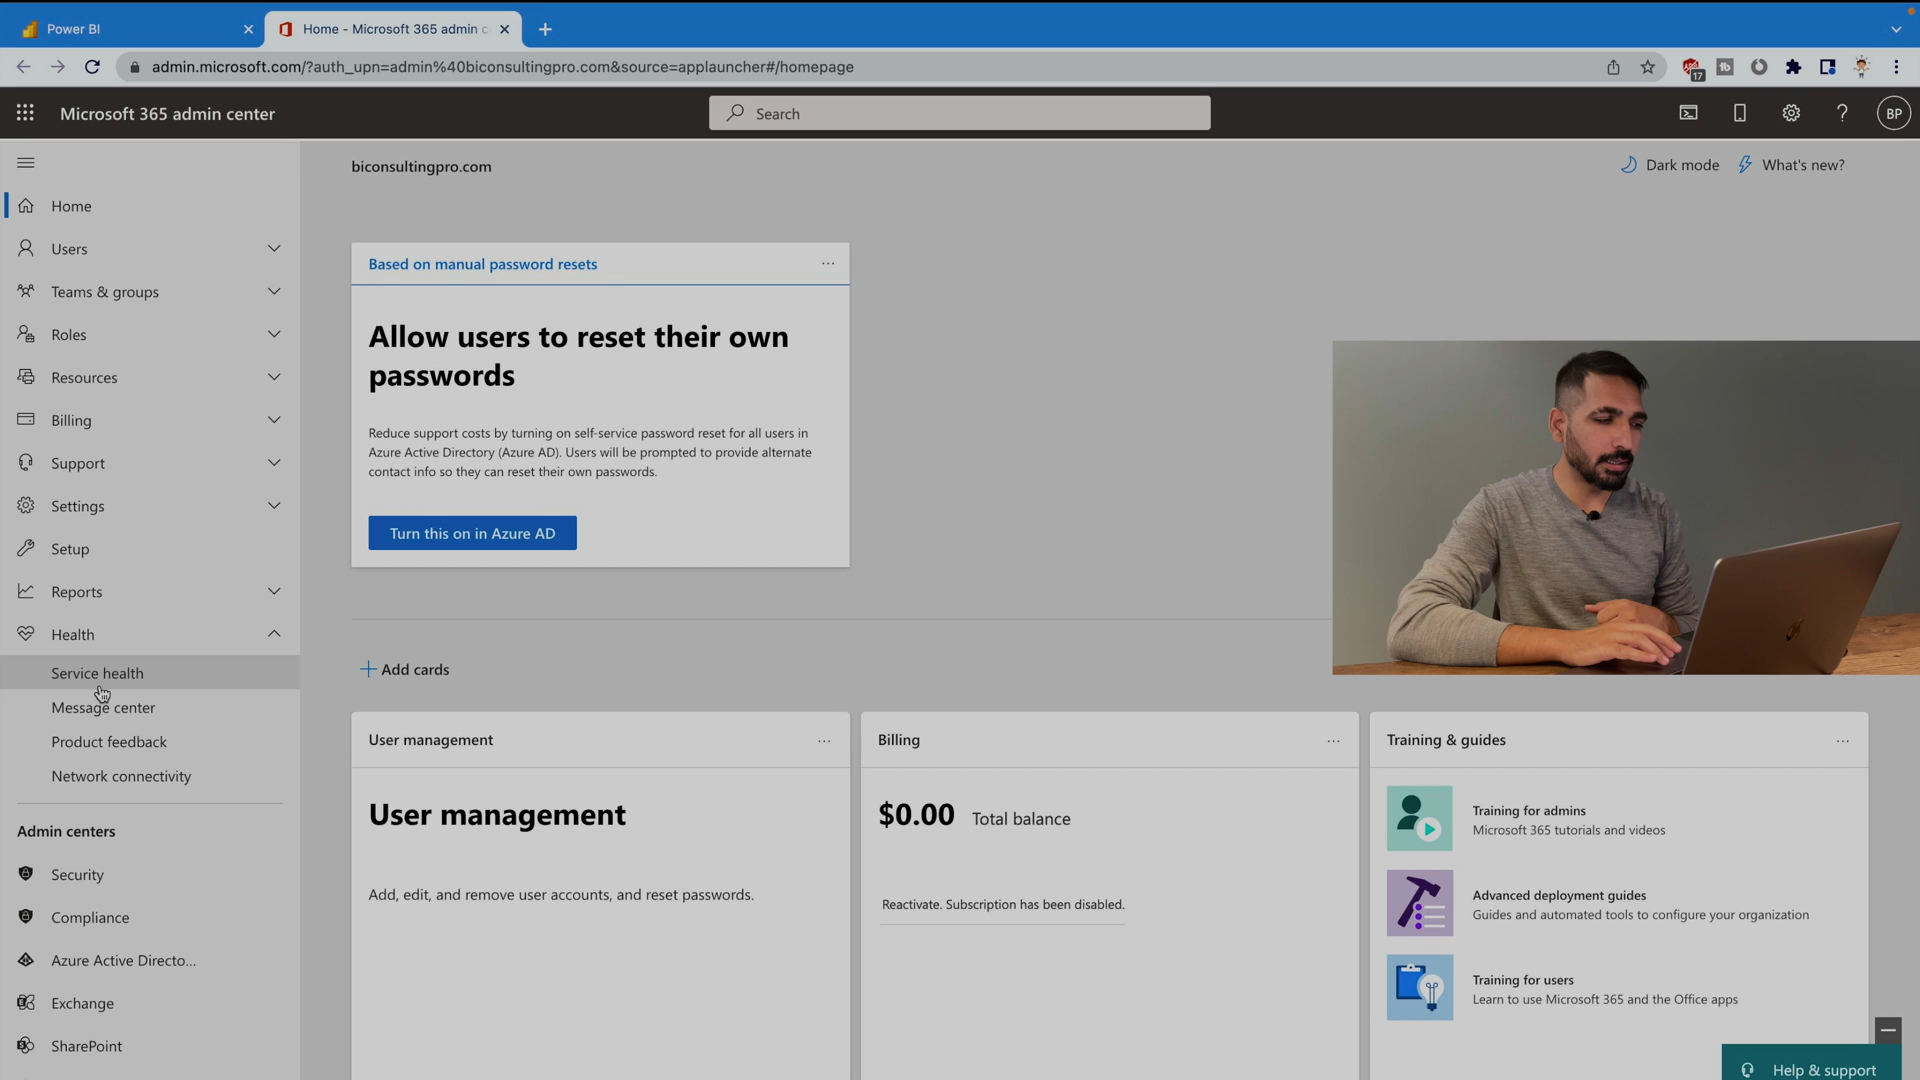 Power BI
Home - Microsoft 365 admin c
admin.microsoft.com/?auth_upn=admin%40biconsultingpro.com&source=applauncher#/homepage
17
tb
Microsoft 365 admin center
Search
BP
biconsultingpro.com
Dark mode
What's new?
Home
Users
Teams & groups
Roles
Resources
Billing
Support
Settings
Setup
Reports
Health
Service health
Message center
Product feedback
Network connectivity
Admin centers
Security
Compliance
Azure Active Directo...
Exchange
SharePoint
Based on manual password resets
Allow users to reset their own
passwords
Reduce support costs by turning on self-service password reset for all users in
Azure Active Directory (Azure AD). Users will be prompted to provide alternate
contact info so they can reset their own passwords.
Turn this on in Azure AD
Add cards
User management
User management
Add, edit, and remove user accounts, and reset passwords.
Billing
$0.00 Total balance
Reactivate. Subscription has been disabled.
Training & guides
Training for admins
Microsoft 365 tutorials and videos
Advanced deployment guides
Guides and automated tools to configure your organization
Training for users
Learn to use Microsoft 365 and the Office apps
Help & support